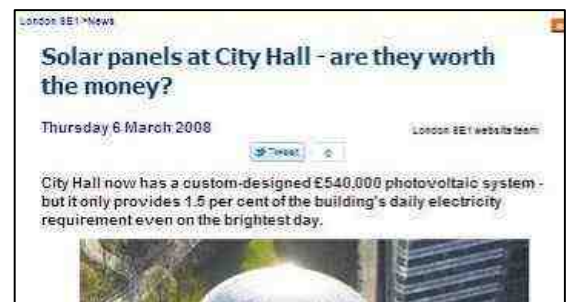 London SE1 >News
Solar panels at City Hall - are they worth
the money?
Thursday 6 March 2008
London SE1 website team
Tweet 0
City Hall now has a custom-designed £540,000 photovoltaic system -
but it only provides 1.5 per cent of the building's daily electricity
requirement even on the brightest day.